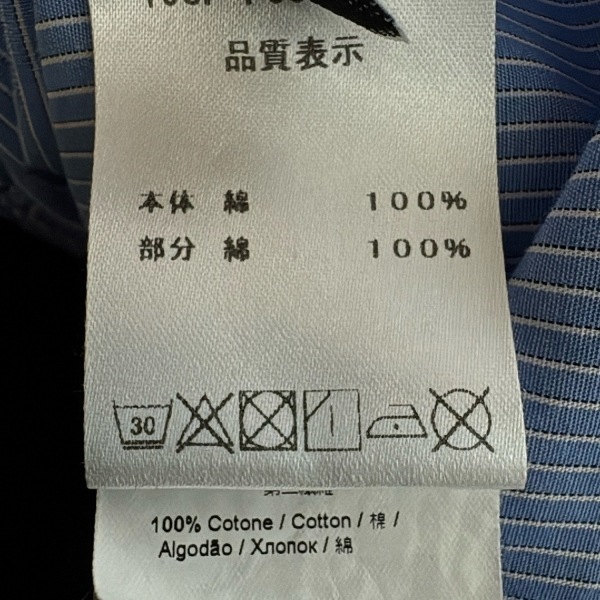 品質表示
本体 綿 100%
部分 綿 100%
30
100% Cotone / Cotton / 棉 /
Algodão / Хлопок / 綿